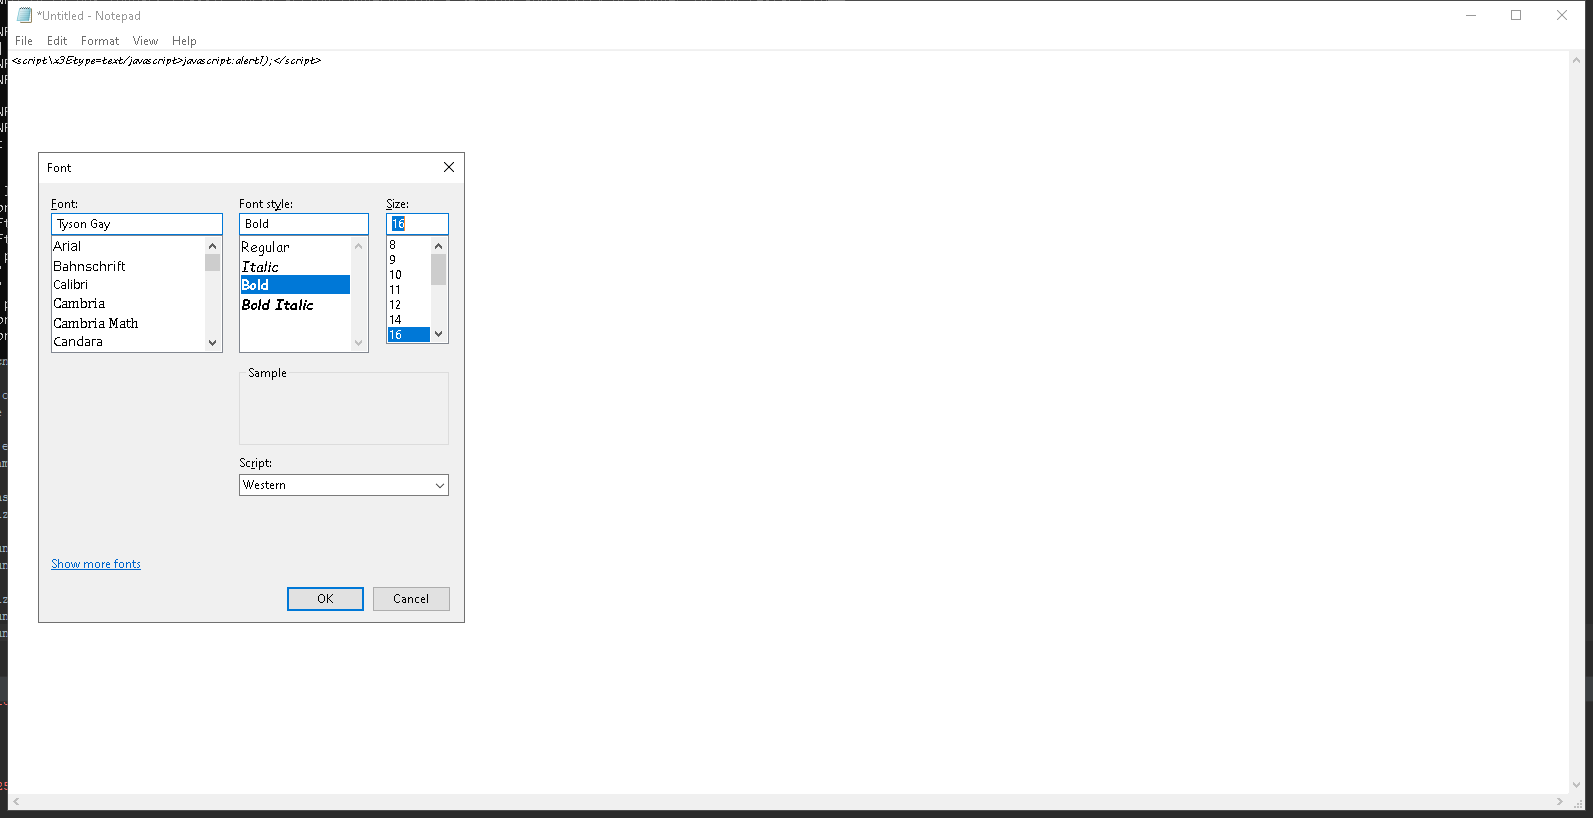 *Untitled - Notepad
File Edit Format View Help
<script\x3Etype=text/javascript>javascript:alert1);</script>
Font
Font: Font style: Size:
Tyson Gay Bold 16
Arial Regular 8
Bahnschrift Italic 9
Calibri Bold 10
Cambria Bold Italic 11
Cambria Math 12
Candara 14
16
Sample
Script:
Western
Show more fonts
OK Cancel